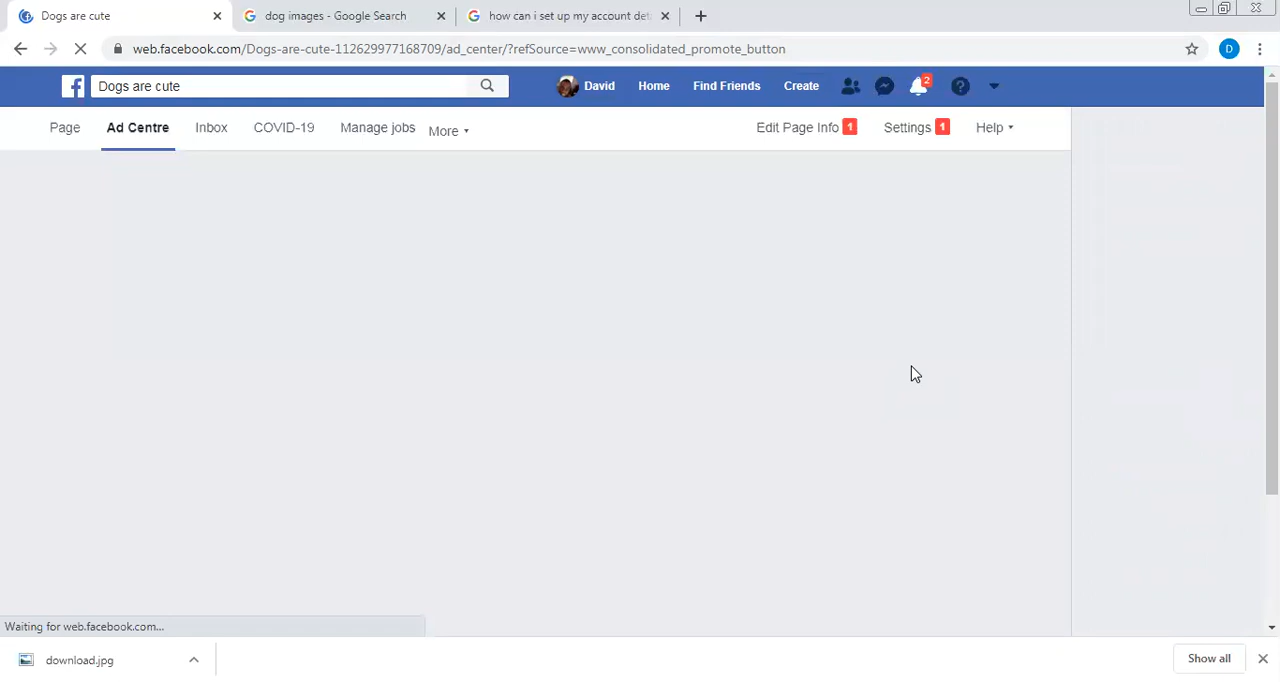 Dogs are cute
dog images - Google Search
how can i set up my account det
web.facebook.com/Dogs-are-cute-112629977168709/ad_center/?refSource=www_consolidated_promote_button
D
Dogs are cute
David
Home
Find Friends
Create
2
Page
Ad Centre
Inbox
COVID-19
Manage jobs
More
Edit Page Info 1
Settings 1
Help
Waiting for web.facebook.com...
download.jpg
Show all